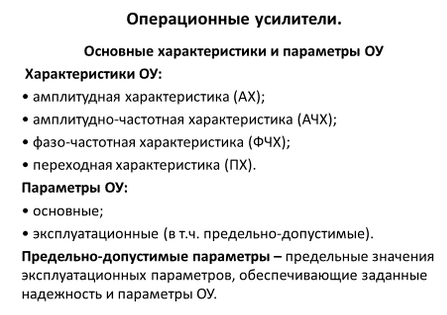 Операционные усилители.
Основные характеристики и параметры ОУ
Характеристики ОУ:
• амплитудная характеристика (АХ);
• амплитудно-частотная характеристика (АЧХ);
• фазо-частотная характеристика (ФЧХ);
• переходная характеристика (ПХ).
Параметры ОУ:
• основные;
• эксплуатационные (в т.ч. предельно-допустимые).
Предельно-допустимые параметры – предельные значения
эксплуатационных параметров, обеспечивающие заданные
надежность и параметры ОУ.